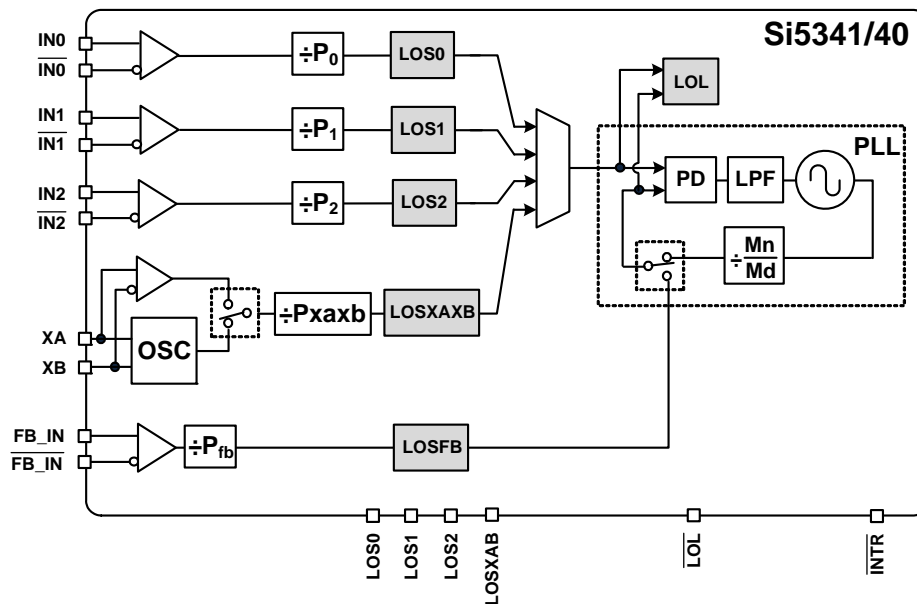 Si5341/40
IN0
IN0
÷P0
LOS0
LOL
IN1
IN1
÷P1
LOS1
PLL
PD
LPF
IN2
IN2
÷P2
LOS2
÷Mn
Md
XA
XB
OSC
÷Pxaxb
LOSXAXB
FB_IN
FB_IN
÷Pfb
LOSFB
LOS0
LOS1
LOS2
LOSXAB
LOL
INTR